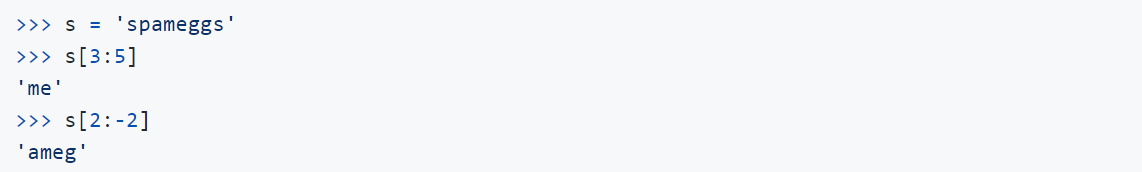 >>> s = 'spameggs'
>>> s[3:5]
'me'
>>> s[2:-2]
'ameg'